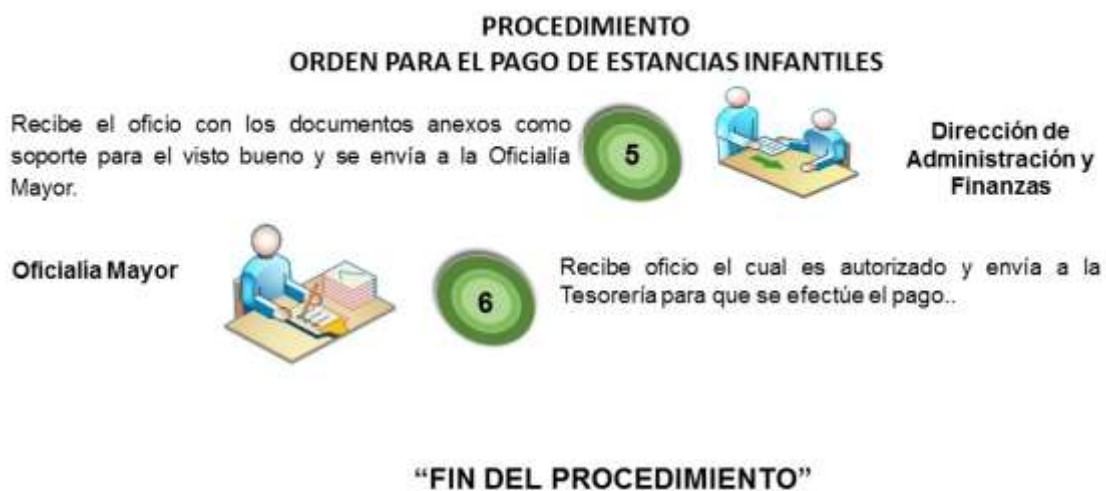 PROCEDIMIENTO
ORDEN PARA EL PAGO DE ESTANCIAS INFANTILES
Recibe el oficio con los documentos anexos como
soporte para el visto bueno y se envía a la Oficialía
Mayor.
5
Dirección de
Administración y
Finanzas
Oficialía Mayor
6
Recibe oficio el cual es autorizado y envía a la
Tesorería para que se efectúe el pago..
“FIN DEL PROCEDIMIENTO”